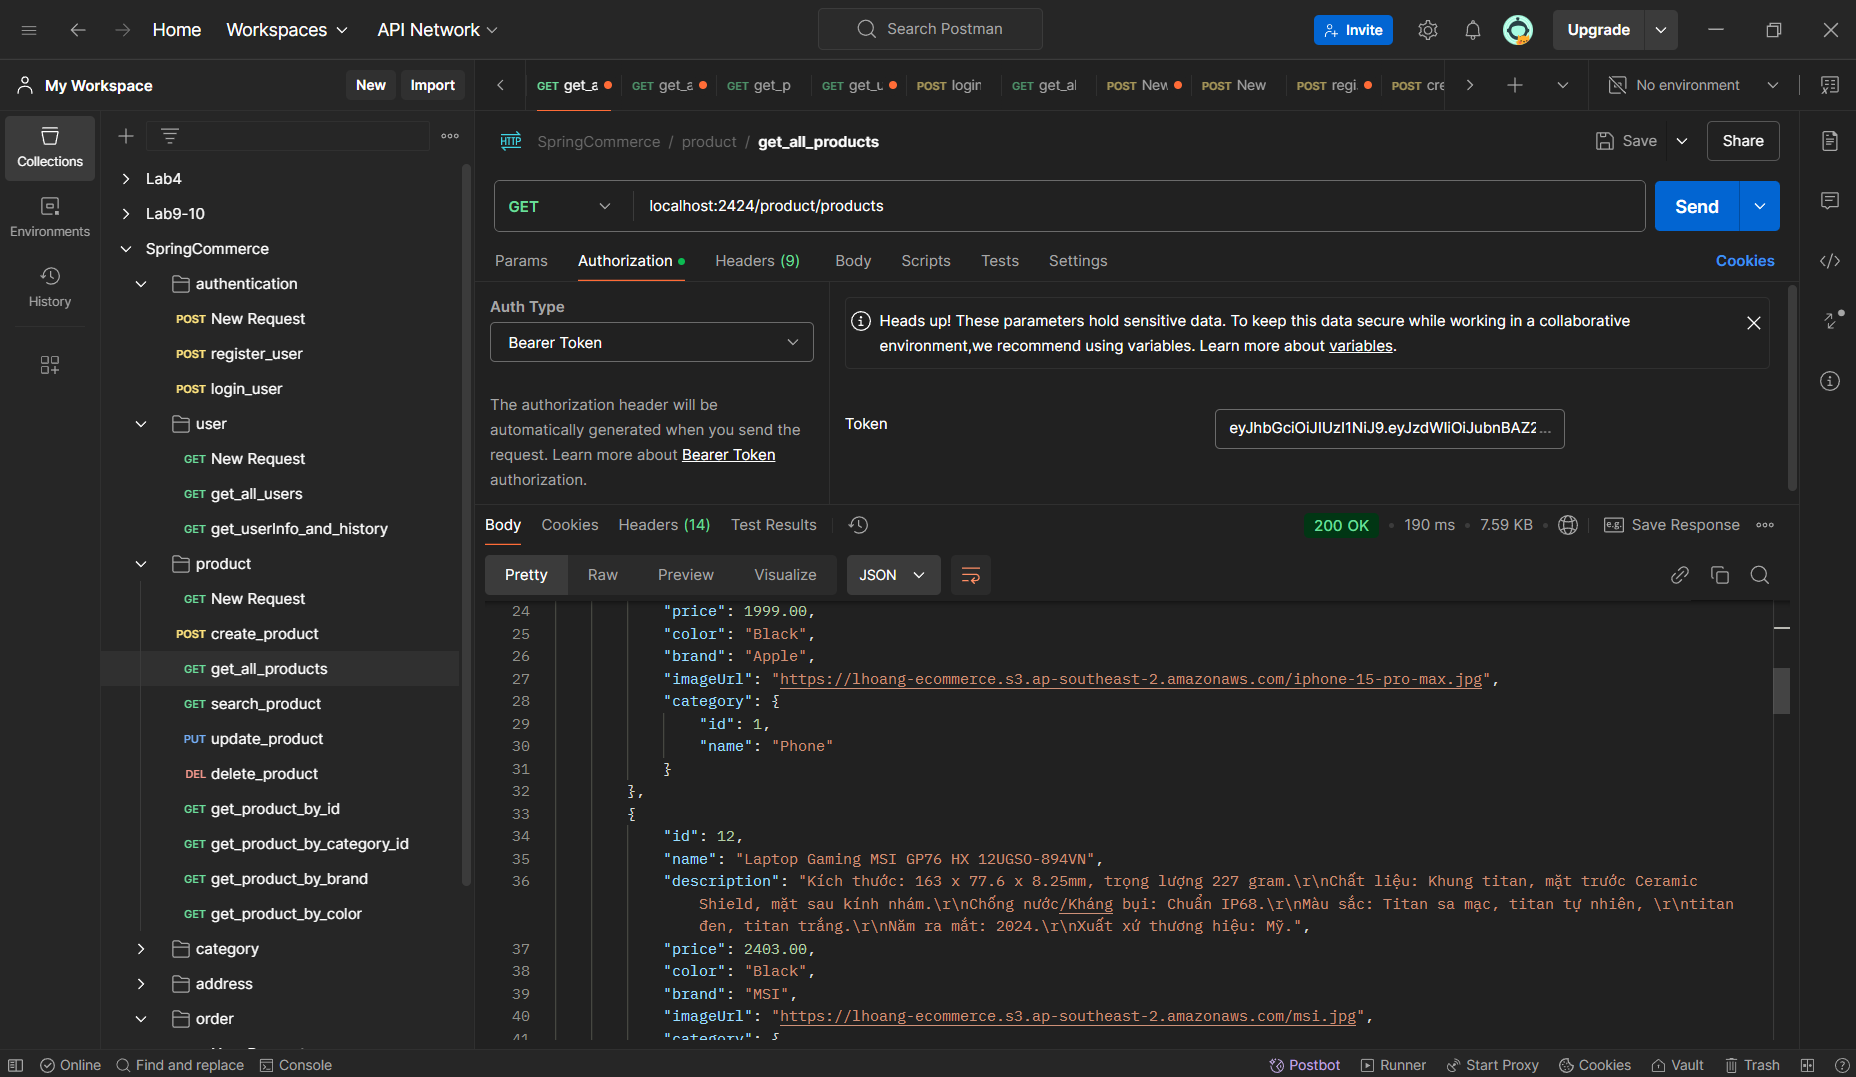 Home
Workspaces
API Network
Search Postman
Invite
Upgrade
My Workspace
New
Import
GET get_a
GET get_a
GET get_p
GET get_u
POST login
GET get_al
POST New
POST New
POST regi
POST cre
No environment
Collections
Environments
History
Lab4
Lab9-10
SpringCommerce
authentication
POST New Request
POST register_user
POST login_user
user
GET New Request
GET get_all_users
GET get_userInfo_and_history
product
GET New Request
POST create_product
GET get_all_products
GET search_product
PUT update_product
DEL delete_product
GET get_product_by_id
GET get_product_by_category_id
GET get_product_by_brand
GET get_product_by_color
category
address
order
HTTP SpringCommerce / product / get_all_products
Save
Share
GET
localhost:2424/product/products
Send
Params
Authorization
Headers (9)
Body
Scripts
Tests
Settings
Cookies
Auth Type
Bearer Token
The authorization header will be
automatically generated when you send the
request. Learn more about Bearer Token
authorization.
Heads up! These parameters hold sensitive data. To keep this data secure while working in a collaborative
environment,we recommend using variables. Learn more about variables.
Token
eyJhbGciOiJIUzI1NiJ9.eyJzdWIiOiJubnBAZ2...
Body
Cookies
Headers (14)
Test Results
200 OK
190 ms
7.59 KB
e.g. Save Response
Pretty
Raw
Preview
Visualize
JSON
24 "price": 1999.00,
25 "color": "Black",
26 "brand": "Apple",
27 "imageUrl": "https://lhoang-ecommerce.s3.ap-southeast-2.amazonaws.com/iphone-15-pro-max.jpg",
28 "category": {
29 "id": 1,
30 "name": "Phone"
31 }
32 },
33 {
34 "id": 12,
35 "name": "Laptop Gaming MSI GP76 HX 12UGSO-894VN",
36 "description": "Kích thước: 163 x 77.6 x 8.25mm, trọng lượng 227 gram.\r\nChất liệu: Khung titan, mặt trước Ceramic
Shield, mặt sau kính nhám.\r\nChống nước/Kháng bụi: Chuẩn IP68.\r\nMàu sắc: Titan sa mạc, titan tự nhiên, \r\ntitan
đen, titan trắng.\r\nNăm ra mắt: 2024.\r\nXuất xứ thương hiệu: Mỹ.",
37 "price": 2403.00,
38 "color": "Black",
39 "brand": "MSI",
40 "imageUrl": "https://lhoang-ecommerce.s3.ap-southeast-2.amazonaws.com/msi.jpg",
41 "category": {
Online
Find and replace
Console
Postbot
Runner
Start Proxy
Cookies
Vault
Trash